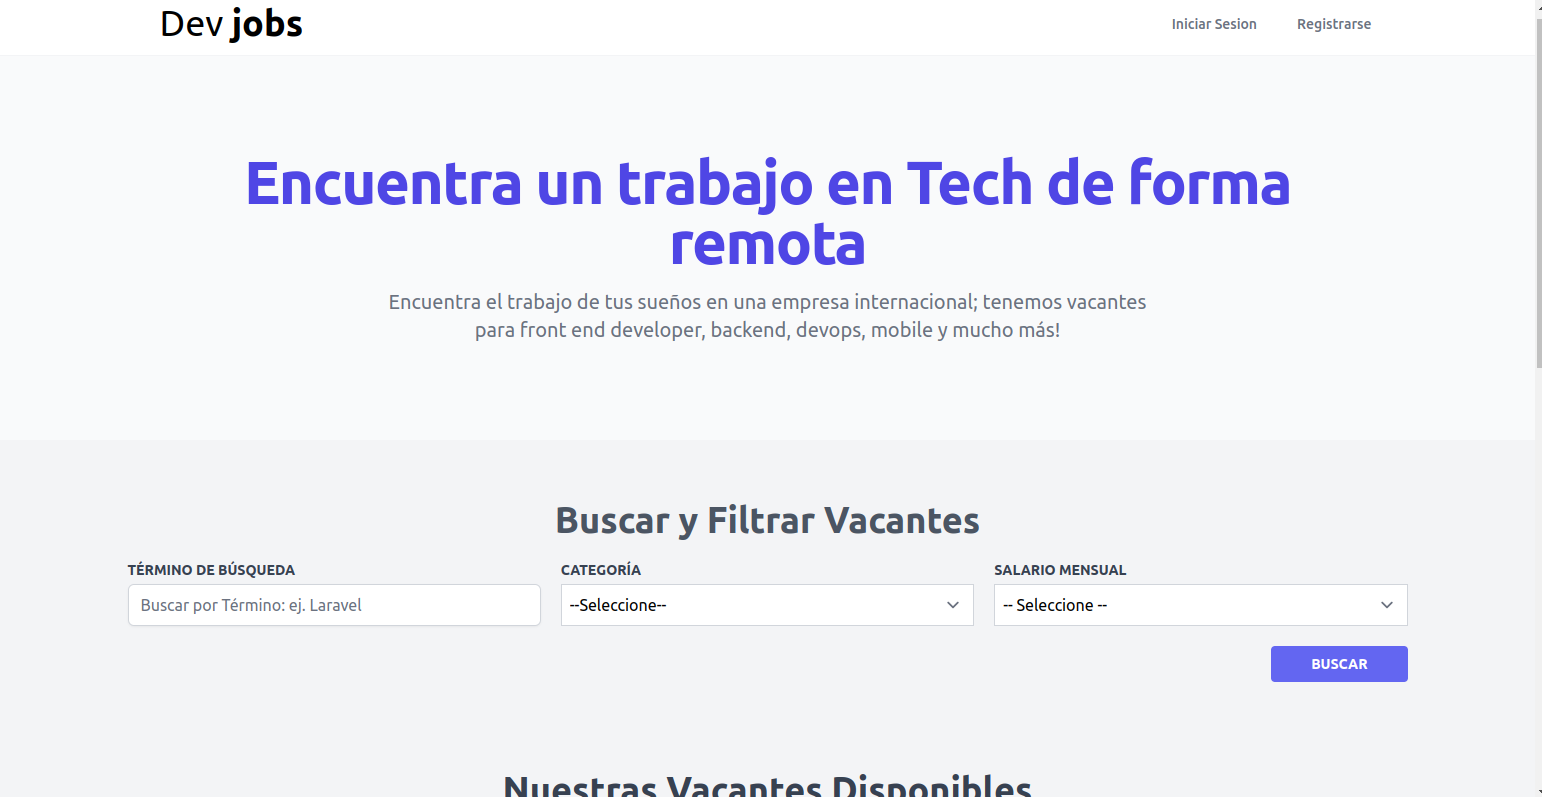 Dev jobs
Iniciar Sesion
Registrarse
Encuentra un trabajo en Tech de forma
remota
Encuentra el trabajo de tus sueños en una empresa internacional; tenemos vacantes
para front end developer, backend, devops, mobile y mucho más!
Buscar y Filtrar Vacantes
TÉRMINO DE BÚSQUEDA
Buscar por Término: ej. Laravel
CATEGORÍA
--Seleccione--
SALARIO MENSUAL
-- Seleccione --
BUSCAR
Nuestras Vacantes Disponibles